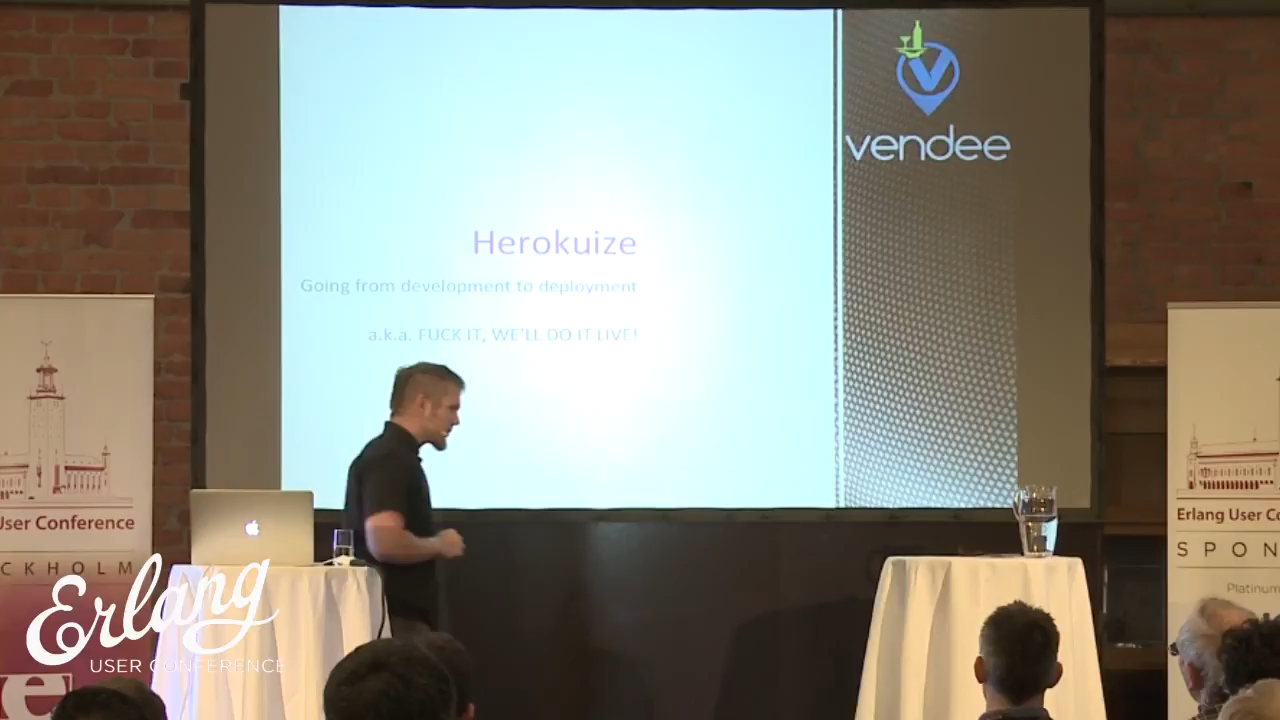 vendee
Herokuize
Going from development to deployment
a.k.a. FUCK IT, WE'LL DO IT LIVE!
User Conference
CKHOLM
Erlang
USER CONFERENCE
e
Erlang User Co
SPON
Platinum